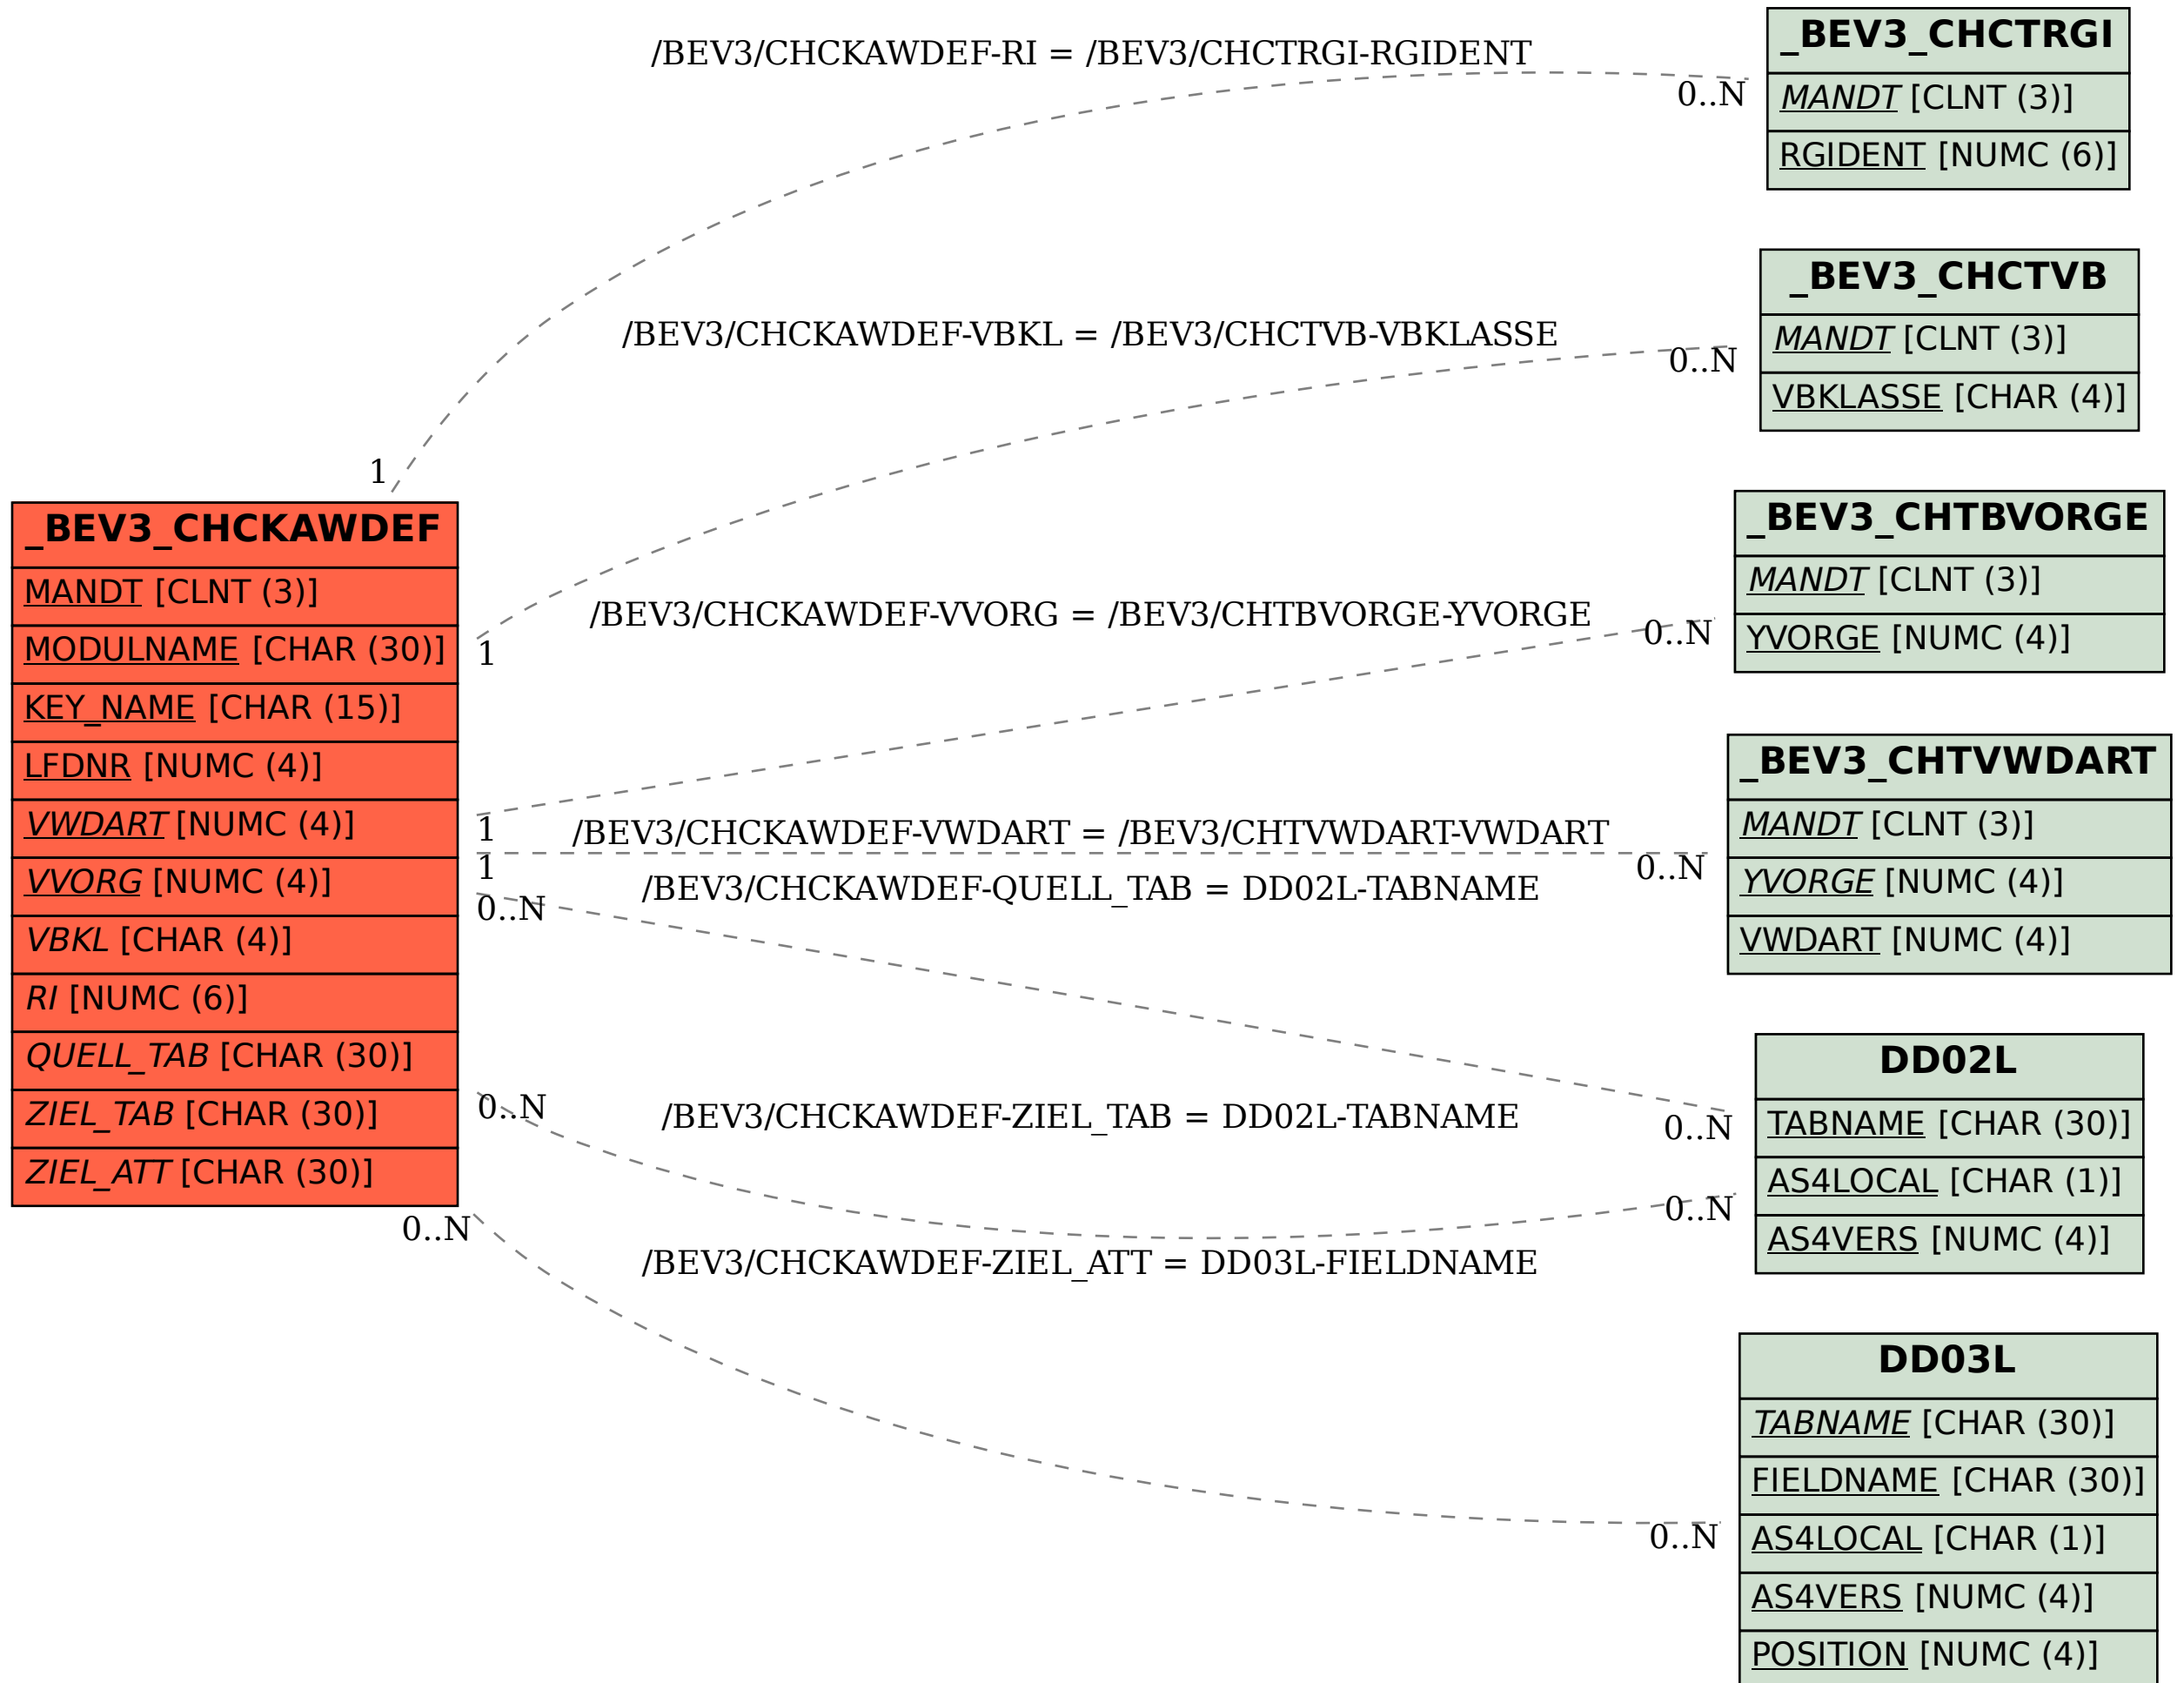 _BEV3_CHCKAWDEF
MANDT [CLNT (3)]
MODULNAME [CHAR (30)]
KEY_NAME [CHAR (15)]
LFDNR [NUMC (4)]
VWDART [NUMC (4)]
VVORG [NUMC (4)]
VBKL [CHAR (4)]
RI [NUMC (6)]
QUELL_TAB [CHAR (30)]
ZIEL_TAB [CHAR (30)]
ZIEL_ATT [CHAR (30)]
/BEV3/CHCKAWDEF-RI = /BEV3/CHCTRGI-RGIDENT
0..N
1
/BEV3/CHCKAWDEF-VBKL = /BEV3/CHCTVB-VBKLASSE
0..N
1
/BEV3/CHCKAWDEF-VVORG = /BEV3/CHTBVORGE-YVORGE
0..N
1
/BEV3/CHCKAWDEF-VWDART = /BEV3/CHTVWDART-VWDART
0..N
1
/BEV3/CHCKAWDEF-QUELL_TAB = DD02L-TABNAME
0..N
0..N
/BEV3/CHCKAWDEF-ZIEL_TAB = DD02L-TABNAME
0..N
0..N
/BEV3/CHCKAWDEF-ZIEL_ATT = DD03L-FIELDNAME
0..N
0..N
_BEV3_CHCTRGI
MANDT [CLNT (3)]
RGIDENT [NUMC (6)]
_BEV3_CHCTVB
MANDT [CLNT (3)]
VBKLASSE [CHAR (4)]
_BEV3_CHTBVORGE
MANDT [CLNT (3)]
YVORGE [NUMC (4)]
_BEV3_CHTVWDART
MANDT [CLNT (3)]
YVORGE [NUMC (4)]
VWDART [NUMC (4)]
DD02L
TABNAME [CHAR (30)]
AS4LOCAL [CHAR (1)]
AS4VERS [NUMC (4)]
DD03L
TABNAME [CHAR (30)]
FIELDNAME [CHAR (30)]
AS4LOCAL [CHAR (1)]
AS4VERS [NUMC (4)]
POSITION [NUMC (4)]